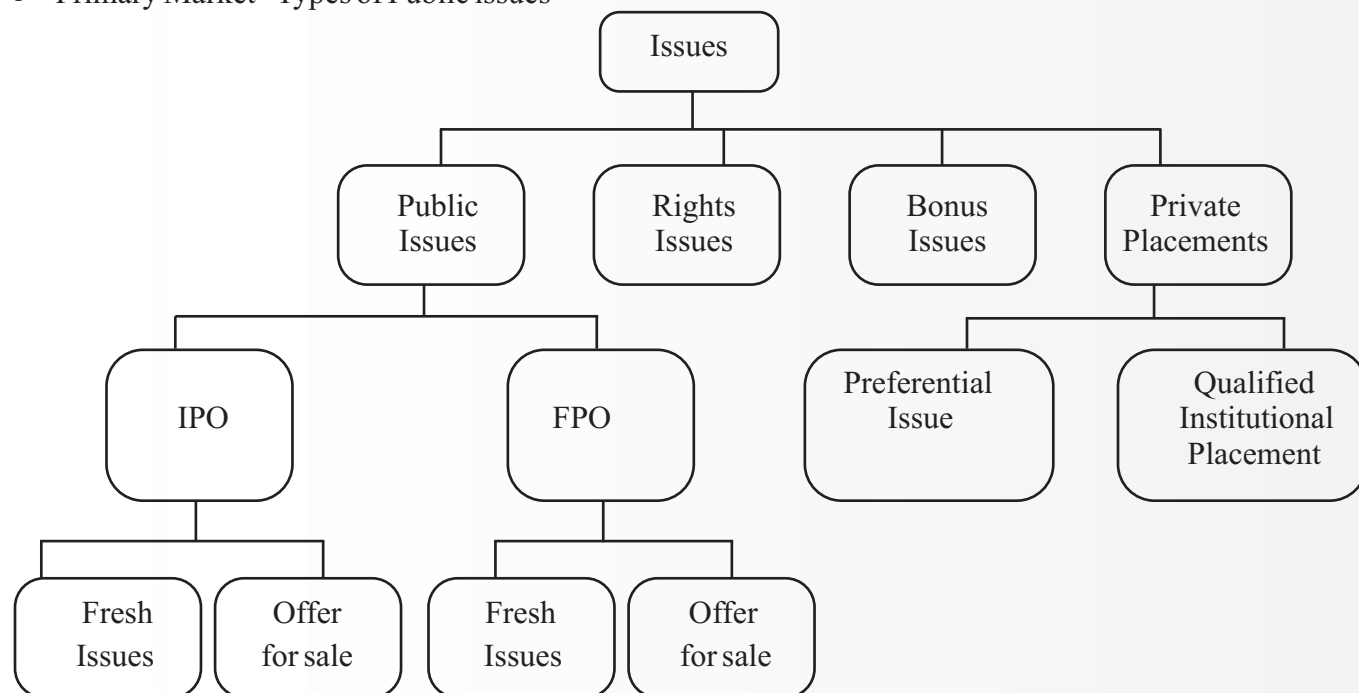 Primary Market - Types of Public issues
Issues
Public
Issues
Rights
Issues
Bonus
Issues
Private
Placements
IPO
FPO
Preferential
Issue
Qualified
Institutional
Placement
Fresh
Issues
Offer
for sale
Fresh
Issues
Offer
for sale